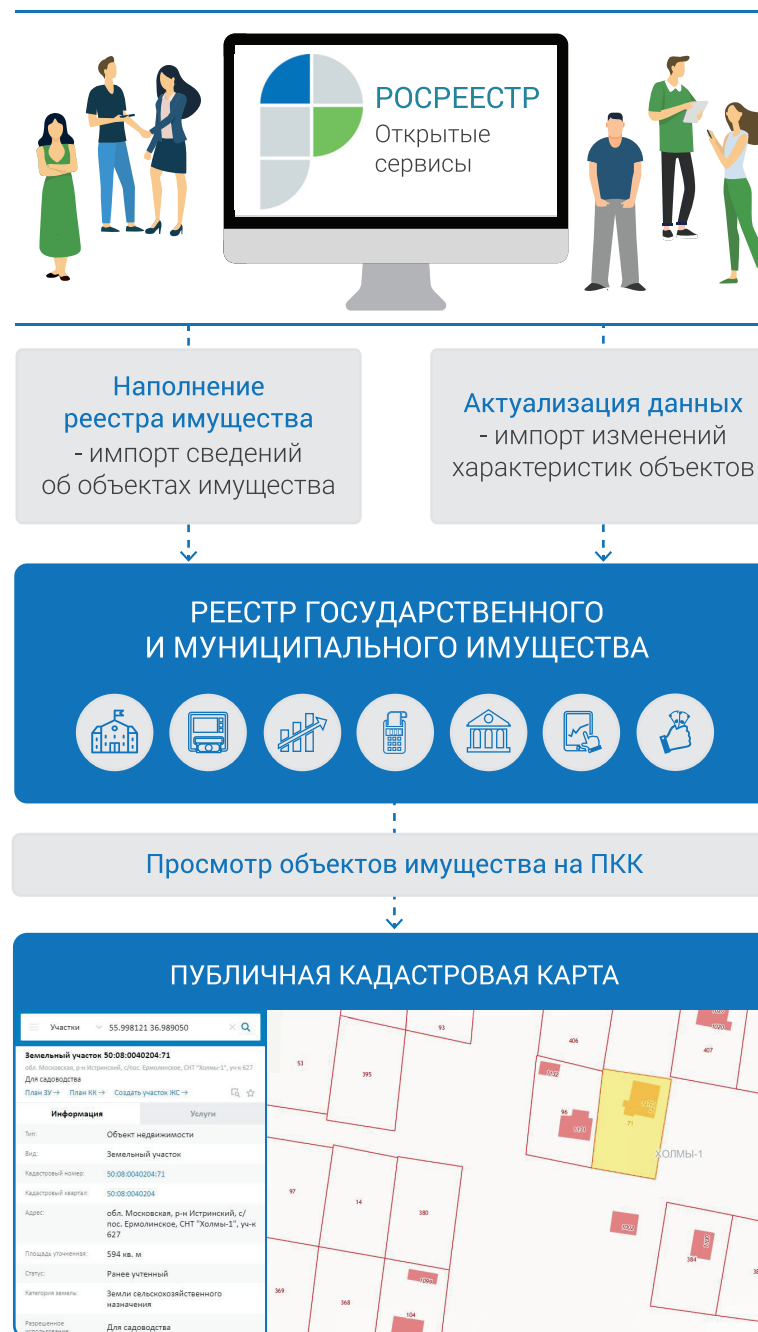 РОСРЕЕСТР
Открытые
сервисы
Наполнение
реестра имущества
- импорт сведений
об объектах имущества
Актуализация данных
- импорт изменений
характеристик объектов
РЕЕСТР ГОСУДАРСТВЕННОГО
И МУНИЦИПАЛЬНОГО ИМУЩЕСТВА
Просмотр объектов имущества на ПКК
ПУБЛИЧНАЯ КАДАСТРОВАЯ КАРТА
Участки 55.998121 36.989050
Земельный участок 50:08:0040204:71
обл. Московская, р-н Истринский, с/пос. Ермолинское, СНТ "Холмы-1", уч-к 627
Для садоводства
План ЗУ → План КК → Создать участок ЖС →
Информация Услуги
Тип: Объект недвижимости
Вид: Земельный участок
Кадастровый номер: 50:08:0040204:71
Кадастровый квартал: 50:08:0040204
Адрес: обл. Московская, р-н Истринский, с/
пос. Ермолинское, СНТ "Холмы-1", уч-к
627
Площадь уточненная: 594 кв. м
Статус: Ранее учтенный
Категория земель: Земли сельскохозяйственного
назначения
Разрешенное
использование: Для садоводства
93
53
395
406
407
1020
1132
96
1131
71
ХОЛМЫ-1
97
14
380
384
369
368
104